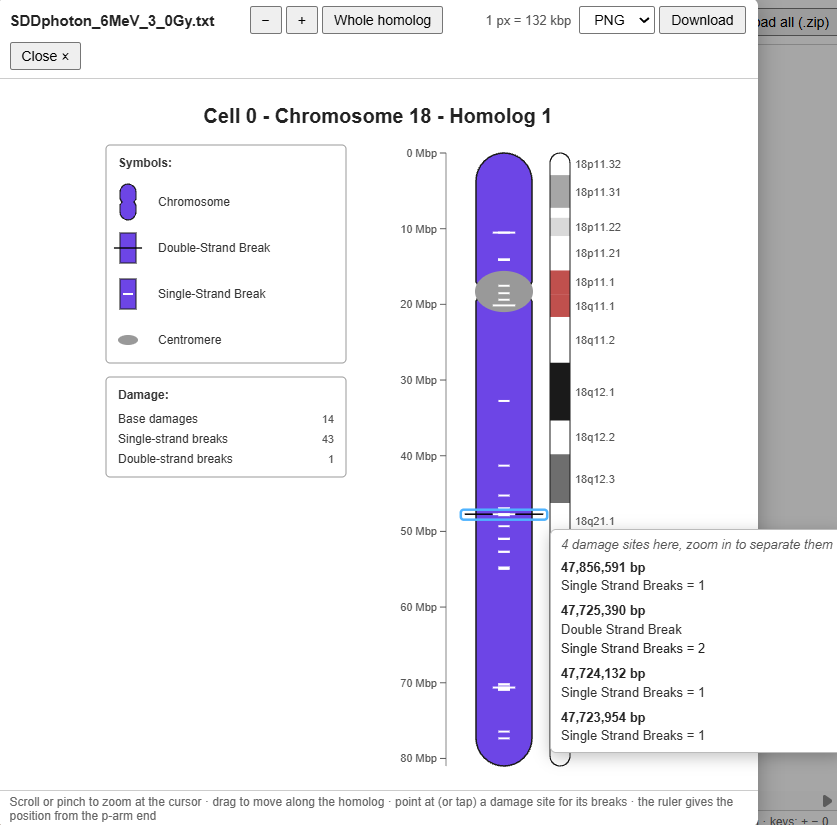 SDDphoton_6MeV_3_0Gy.txt
−
+
Whole homolog
1 px = 132 kbp
PNG
Download
oad all (.zip)
Close ×
Cell 0 - Chromosome 18 - Homolog 1
Symbols:
Chromosome
Double-Strand Break
Single-Strand Break
Centromere
Damage:
Base damages 14
Single-strand breaks 43
Double-strand breaks 1
0 Mbp
10 Mbp
20 Mbp
30 Mbp
40 Mbp
50 Mbp
60 Mbp
70 Mbp
80 Mbp
18p11.32
18p11.31
18p11.22
18p11.21
18p11.1
18q11.1
18q11.2
18q12.1
18q12.2
18q12.3
18q21.1
4 damage sites here, zoom in to separate them
47,856,591 bp
Single Strand Breaks = 1
47,725,390 bp
Double Strand Break
Single Strand Breaks = 2
47,724,132 bp
Single Strand Breaks = 1
47,723,954 bp
Single Strand Breaks = 1
Scroll or pinch to zoom at the cursor · drag to move along the homolog · point at (or tap) a damage site for its breaks · the ruler gives the
position from the p-arm end
· keys: + − 0